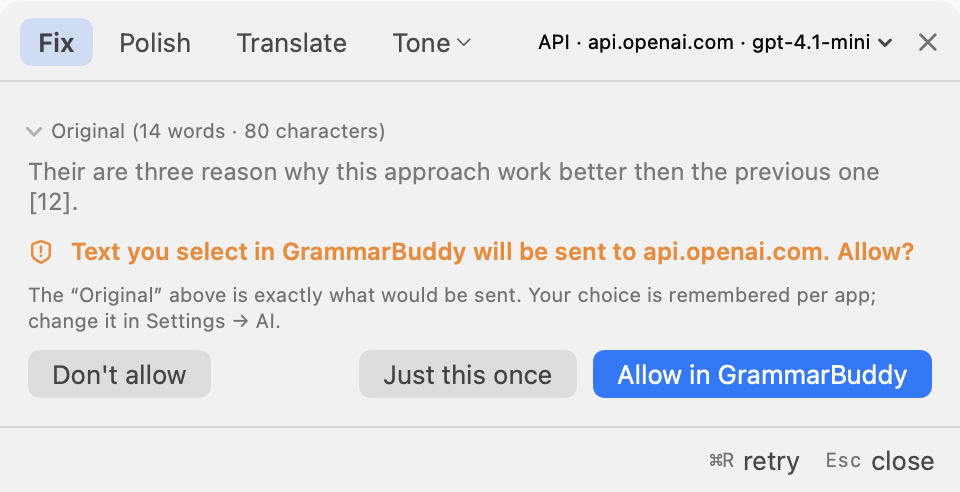 Fix Polish Translate Tone API · api.openai.com · gpt-4.1-mini
Original (14 words · 80 characters)
Their are three reason why this approach work better then the previous one
[12].
Text you select in GrammarBuddy will be sent to api.openai.com. Allow?
The “Original” above is exactly what would be sent. Your choice is remembered per app;
change it in Settings → AI.
Don't allow Just this once Allow in GrammarBuddy
⌘R retry Esc close